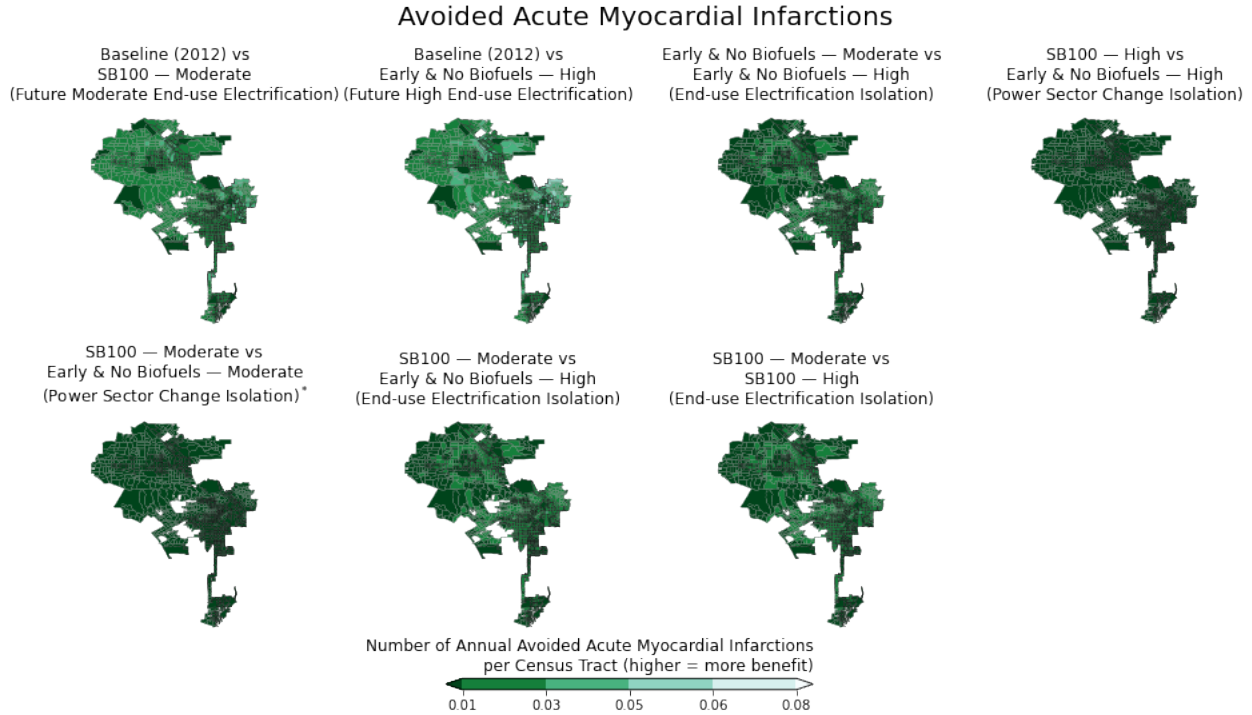 Avoided Acute Myocardial Infarctions
Baseline (2012) vs
SB100 — Moderate
(Future Moderate End-use Electrification)
Baseline (2012) vs
Early & No Biofuels — High
(Future High End-use Electrification)
Early & No Biofuels — Moderate vs
Early & No Biofuels — High
(End-use Electrification Isolation)
SB100 — High vs
Early & No Biofuels — High
(Power Sector Change Isolation)
SB100 — Moderate vs
Early & No Biofuels — Moderate
(Power Sector Change Isolation)*
SB100 — Moderate vs
Early & No Biofuels — High
(End-use Electrification Isolation)
SB100 — Moderate vs
SB100 — High
(End-use Electrification Isolation)
Number of Annual Avoided Acute Myocardial Infarctions
per Census Tract (higher = more benefit)
0.01 0.03 0.05 0.06 0.08